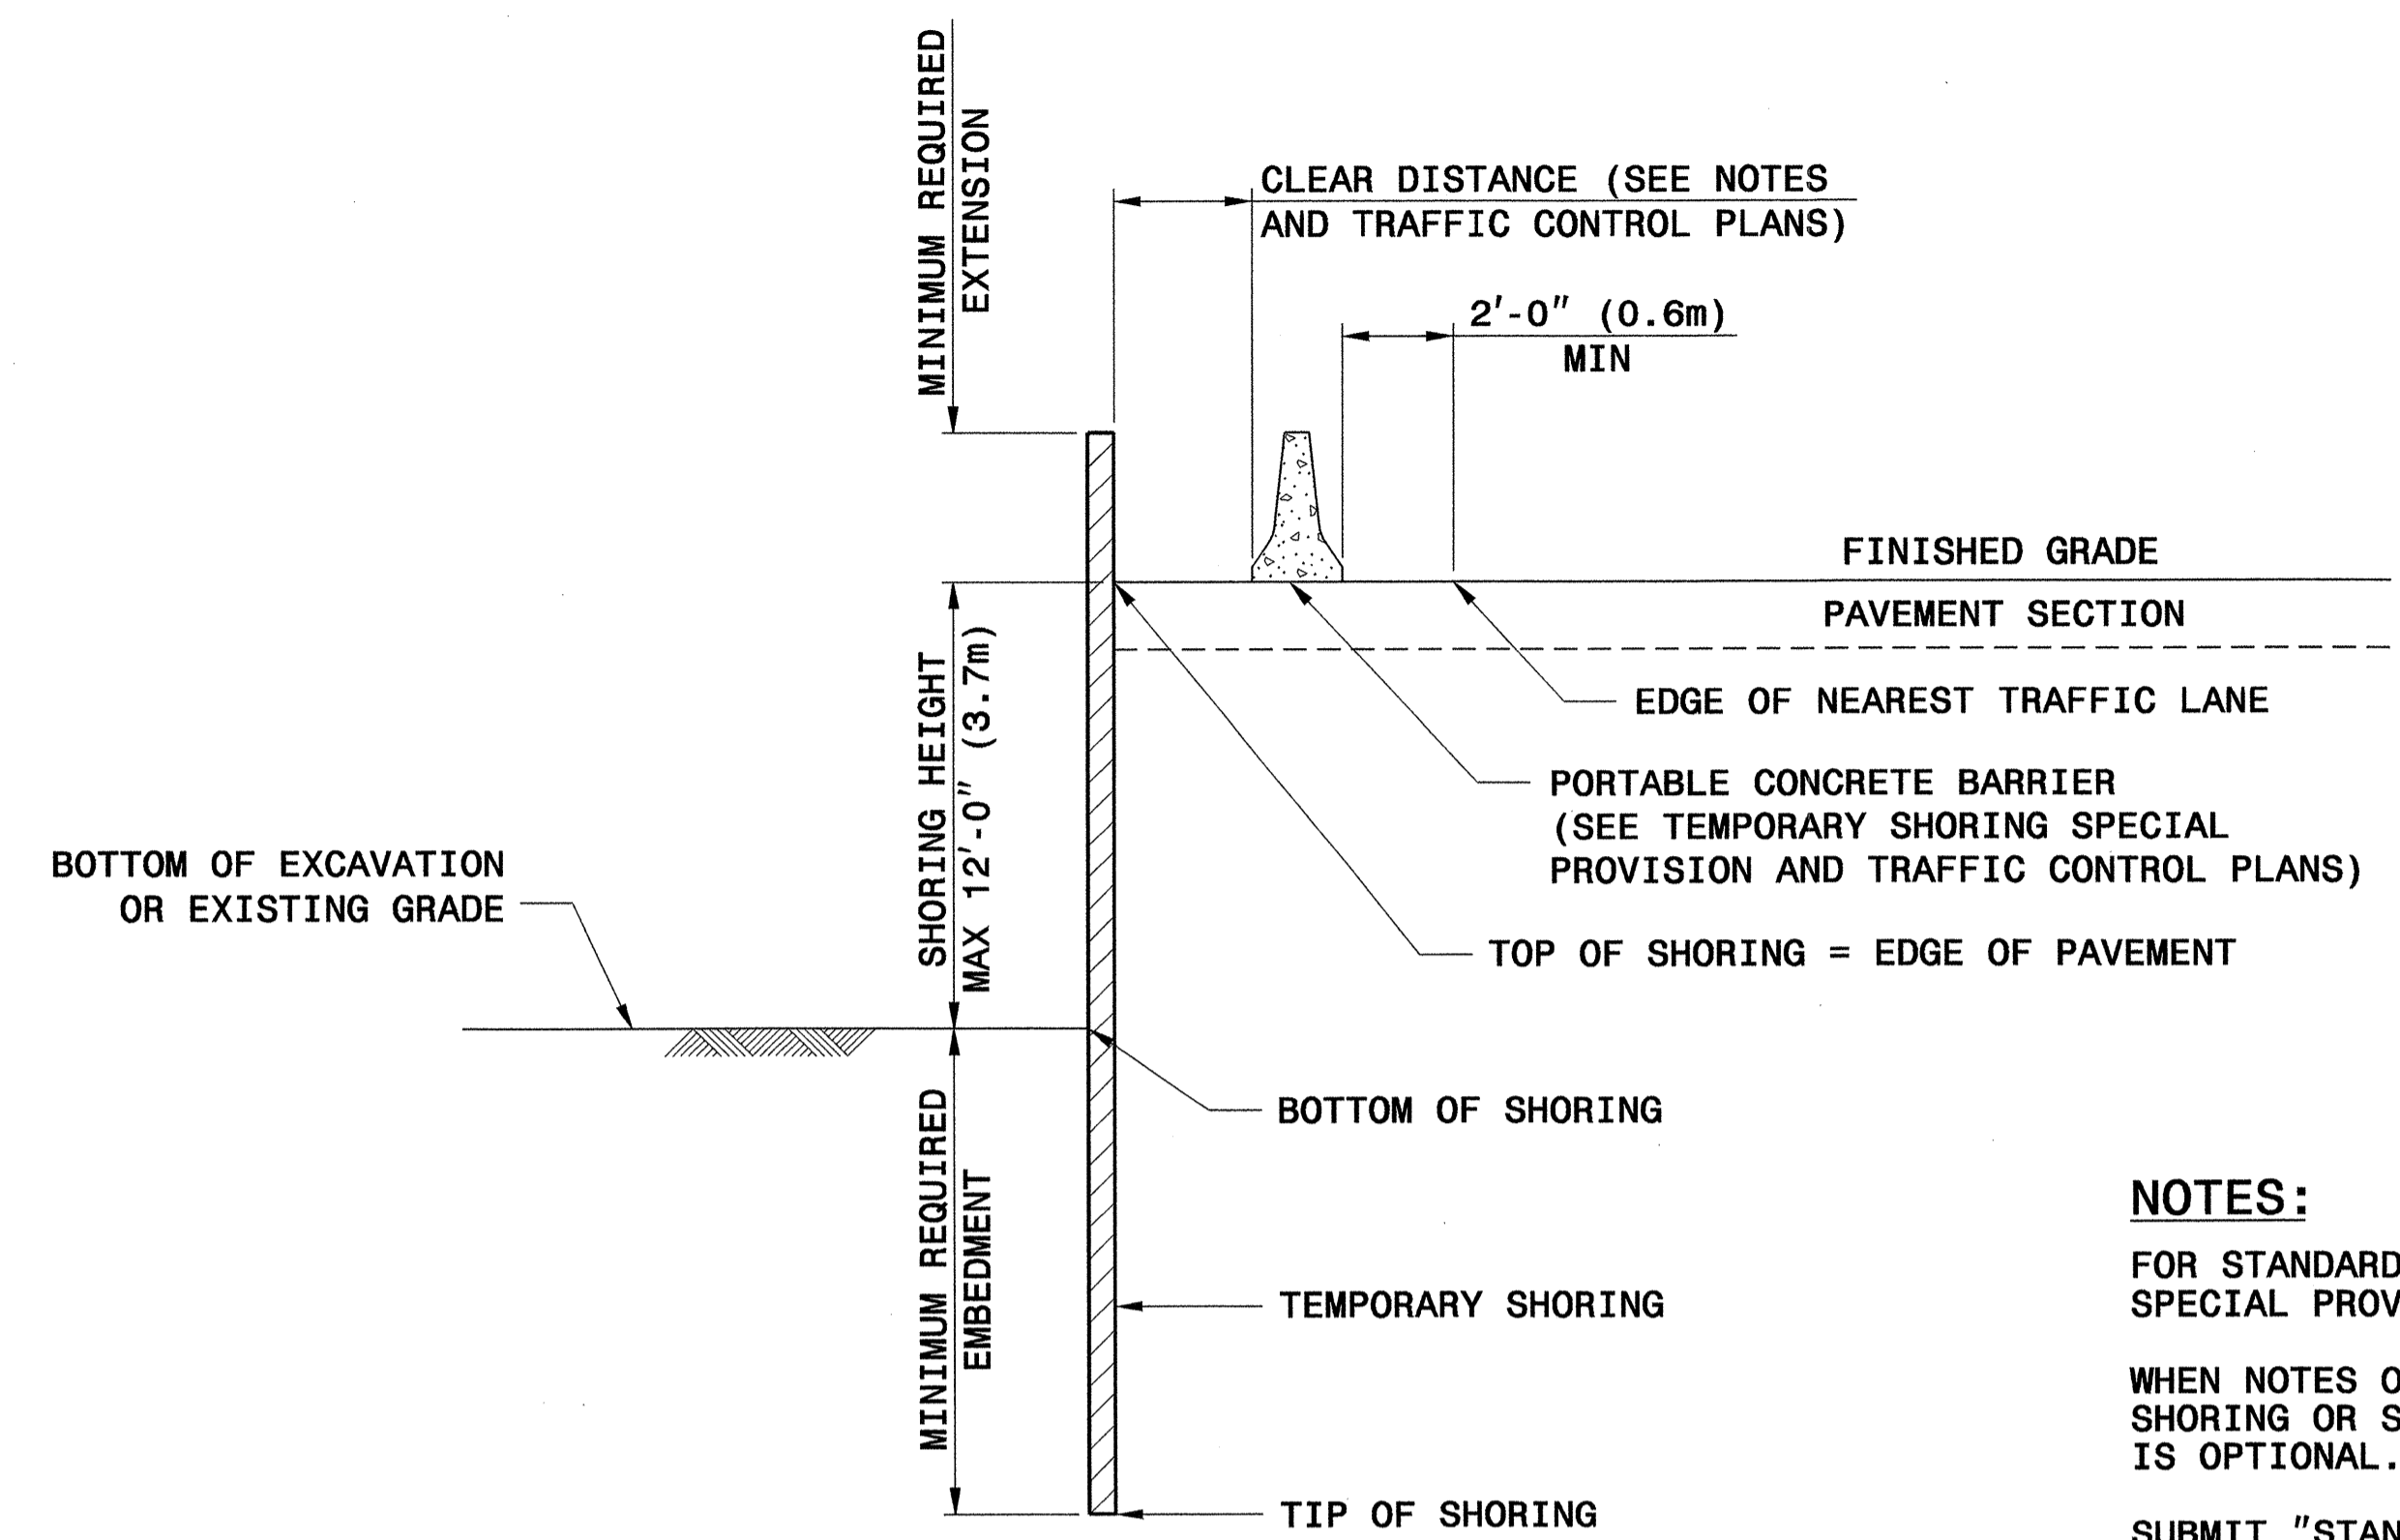 MINIMUM REQUIRED
EXTENSION
CLEAR DISTANCE (SEE NOTES
AND TRAFFIC CONTROL PLANS)
2'-0" (0.6m)
MIN
FINISHED GRADE
PAVEMENT SECTION
EDGE OF NEAREST TRAFFIC LANE
SHORING HEIGHT
MAX 12'-0" (3.7m)
PORTABLE CONCRETE BARRIER
(SEE TEMPORARY SHORING SPECIAL
PROVISION AND TRAFFIC CONTROL PLANS)
BOTTOM OF EXCAVATION
OR EXISTING GRADE
TOP OF SHORING = EDGE OF PAVEMENT
BOTTOM OF SHORING
MINIMUM REQUIRED
EMBEDMENT
TEMPORARY SHORING
TIP OF SHORING
NOTES:
FOR STANDARD
SPECIAL PROV
WHEN NOTES O
SHORING OR S
IS OPTIONAL.
SUBMIT "STAN